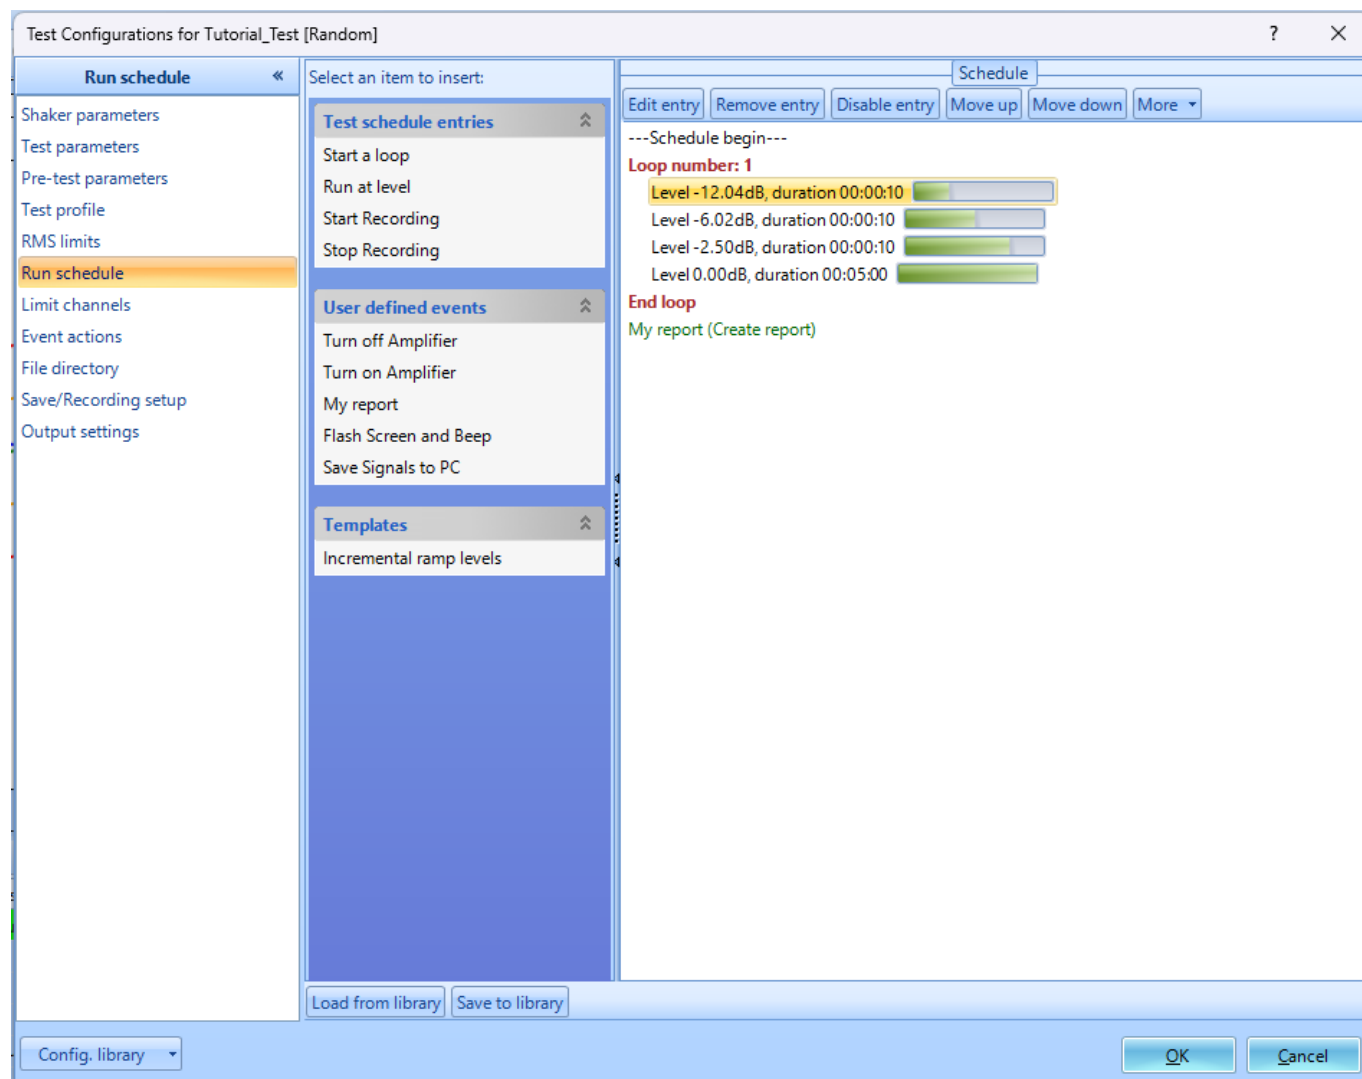 Test Configurations for Tutorial_Test [Random]
?
Run schedule «
Shaker parameters
Test parameters
Pre-test parameters
Test profile
RMS limits
Run schedule
Limit channels
Event actions
File directory
Save/Recording setup
Output settings
Select an item to insert:
Test schedule entries
Start a loop
Run at level
Start Recording
Stop Recording
User defined events
Turn off Amplifier
Turn on Amplifier
My report
Flash Screen and Beep
Save Signals to PC
Templates
Incremental ramp levels
Schedule
Edit entry Remove entry Disable entry Move up Move down More
---Schedule begin---
Loop number: 1
Level -12.04dB, duration 00:00:10
Level -6.02dB, duration 00:00:10
Level -2.50dB, duration 00:00:10
Level 0.00dB, duration 00:05:00
End loop
My report (Create report)
Load from library Save to library
Config. library
OK Cancel